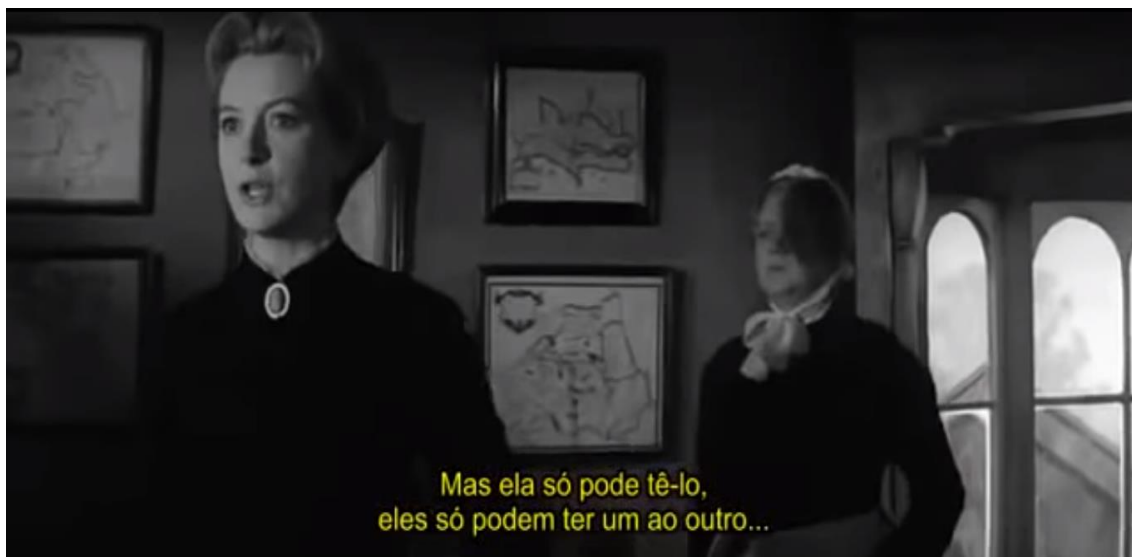 Mas ela só pode tê-lo,
eles só podem ter um ao outro...